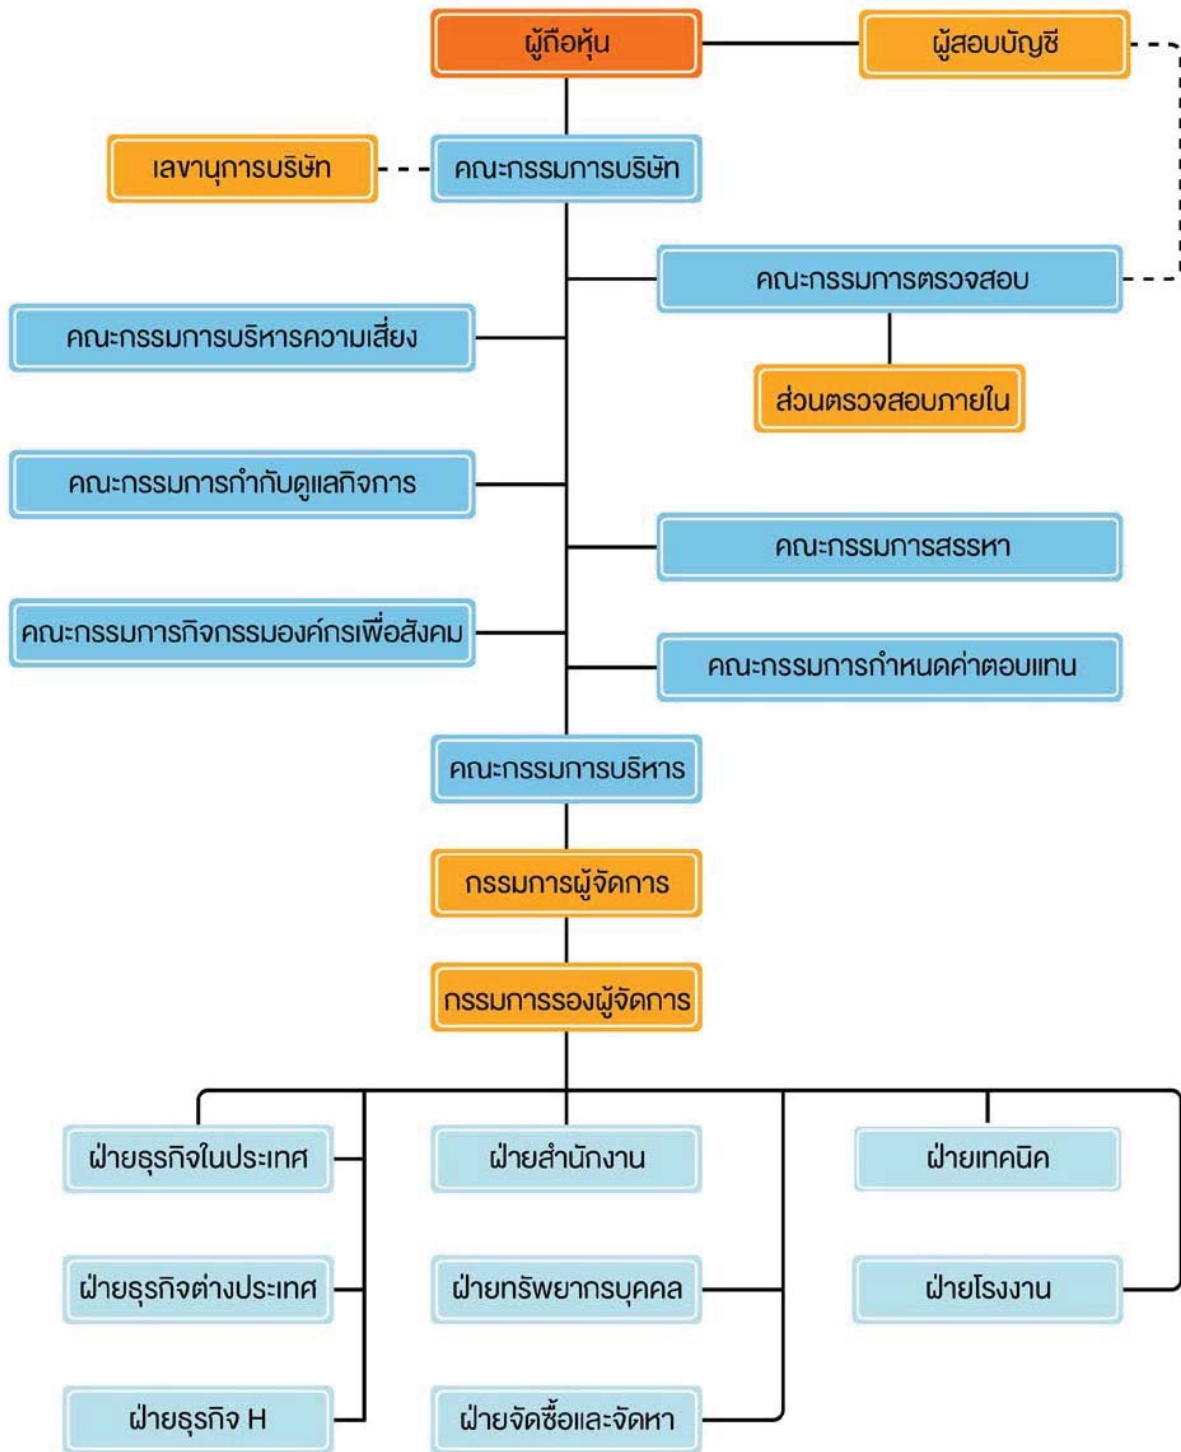 ผู้ถือหุ้น
ผู้สอบบัญชี
เลขานุการบริษัท
คณะกรรมการบริษัท
คณะกรรมการตรวจสอบ
คณะกรรมการบริหารความเสี่ยง
ส่วนตรวจสอบภายใน
คณะกรรมการกำกับดูแลกิจการ
คณะกรรมการสรรหา
คณะกรรมการกิจกรรมองค์กรเพื่อสังคม
คณะกรรมการกำหนดค่าตอบแทน
คณะกรรมการบริหาร
กรรมการผู้จัดการ
กรรมการรองผู้จัดการ
ฝ่ายธุรกิจในประเทศ
ฝ่ายสำนักงาน
ฝ่ายเทคนิค
ฝ่ายธุรกิจต่างประเทศ
ฝ่ายทรัพยากรบุคคล
ฝ่ายโรงงาน
ฝ่ายธุรกิจ H
ฝ่ายจัดซื้อและจัดหา